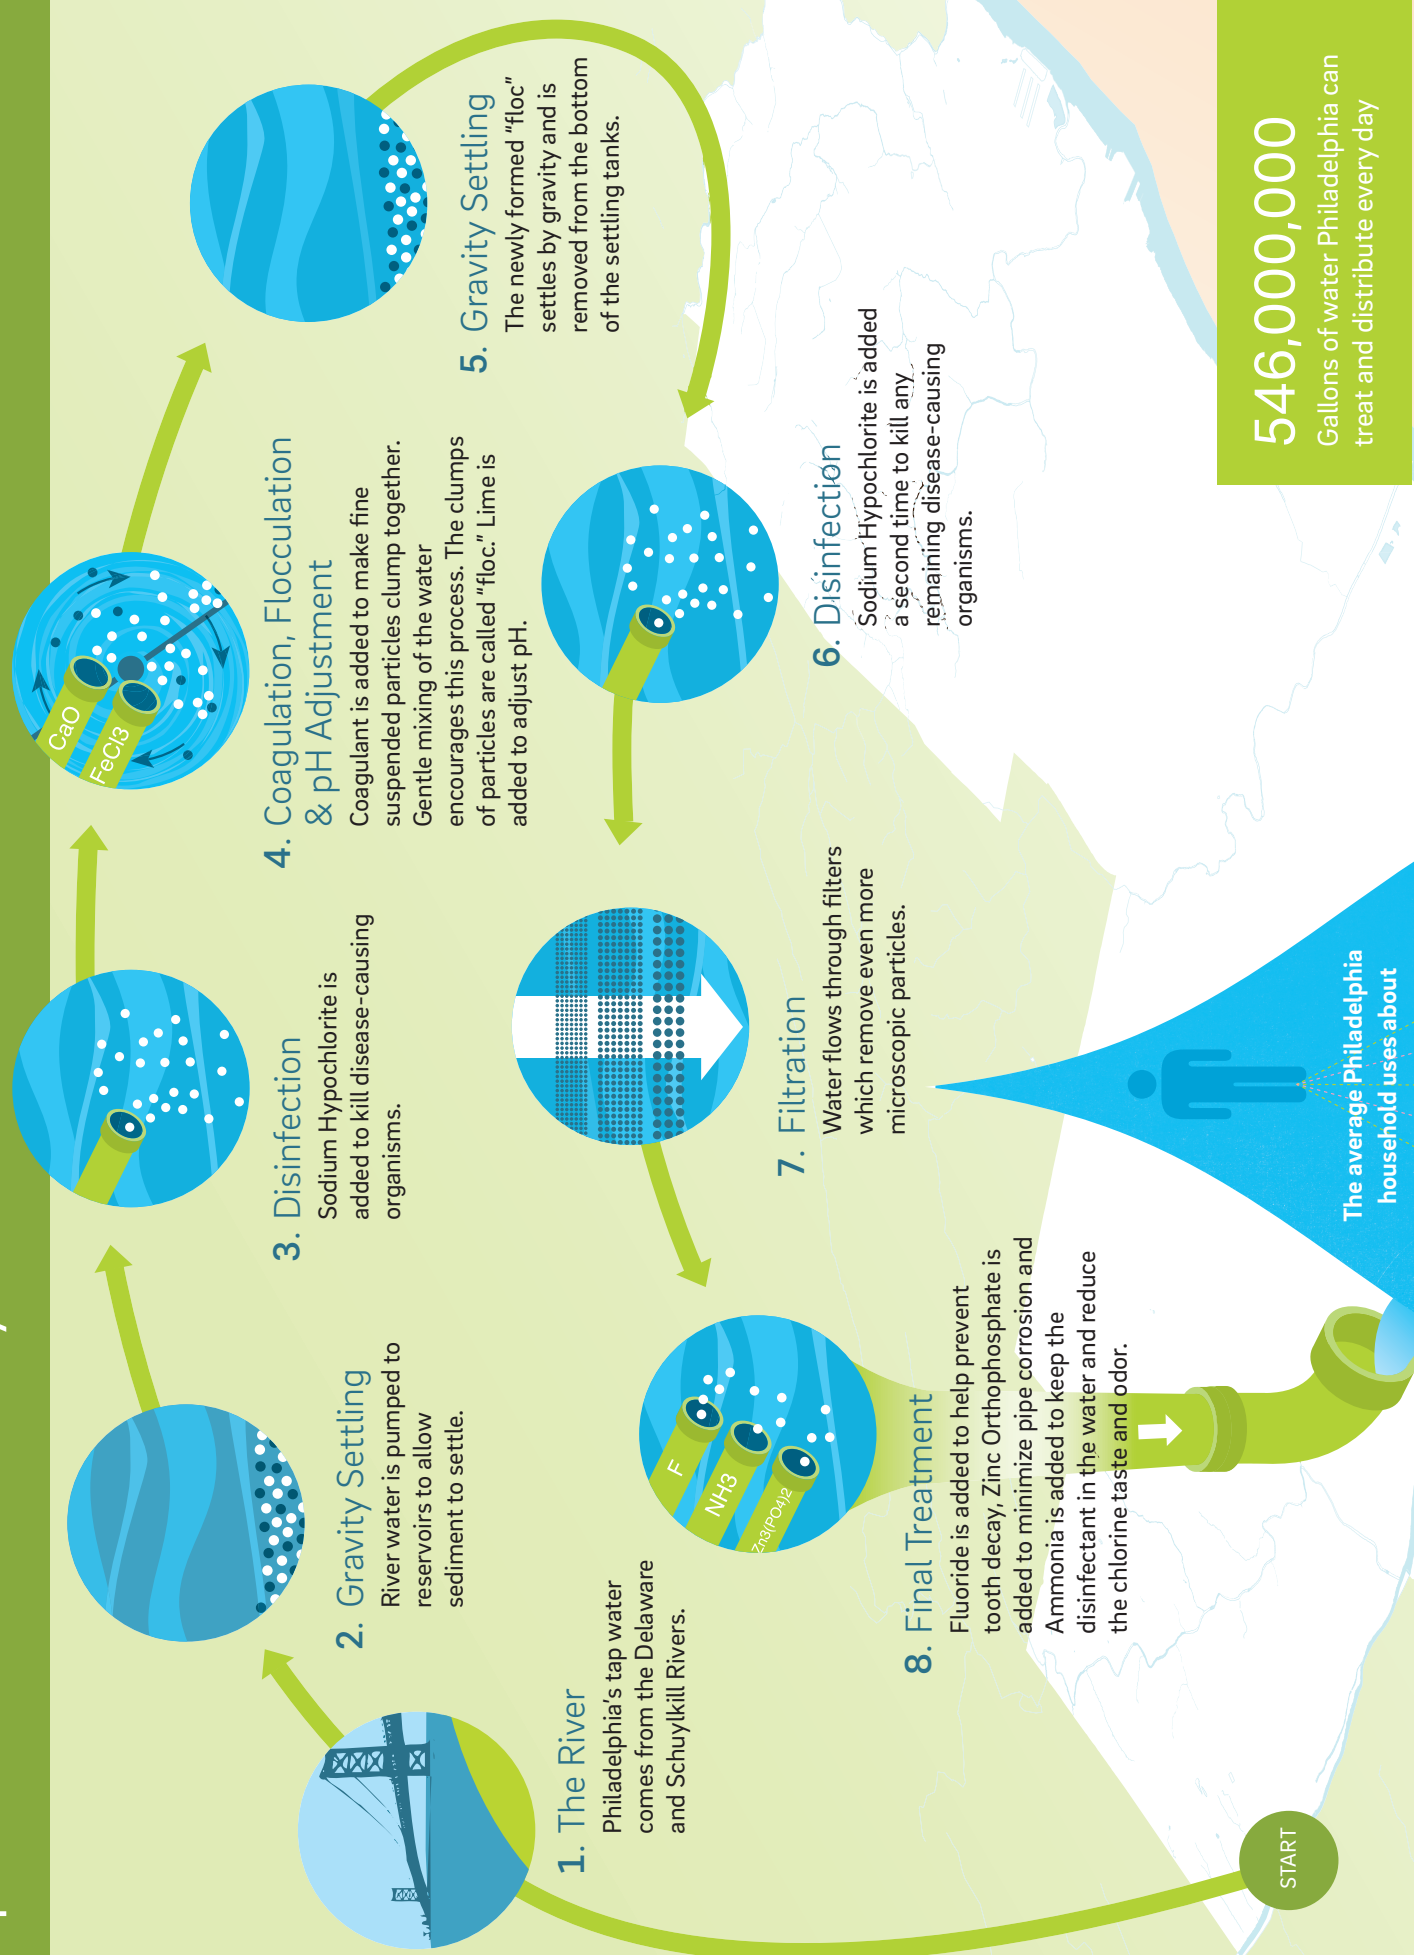 START
1. The River
Philadelphia's tap water
comes from the Delaware
and Schuylkill Rivers.
2. Gravity Settling
River water is pumped to
reservoirs to allow
sediment to settle.
3. Disinfection
Sodium Hypochlorite is
added to kill disease-causing
organisms.
CaO
FeCl3
4. Coagulation, Flocculation
& pH Adjustment
Coagulant is added to make fine
suspended particles clump together.
Gentle mixing of the water
encourages this process. The clumps
of particles are called “floc.” Lime is
added to adjust pH.
5. Gravity Settling
The newly formed “floc”
settles by gravity and is
removed from the bottom
of the settling tanks.
6. Disinfection
Sodium Hypochlorite is added
a second time to kill any
remaining disease-causing
organisms.
7. Filtration
Water flows through filters
which remove even more
microscopic particles.
F
NH3
Zn3(PO4)2
8. Final Treatment
Fluoride is added to help prevent
tooth decay, Zinc Orthophosphate is
added to minimize pipe corrosion and
Ammonia is added to keep the
disinfectant in the water and reduce
the chlorine taste and odor.
The average Philadelphia
household uses about
546,000,000
Gallons of water Philadelphia can
treat and distribute every day